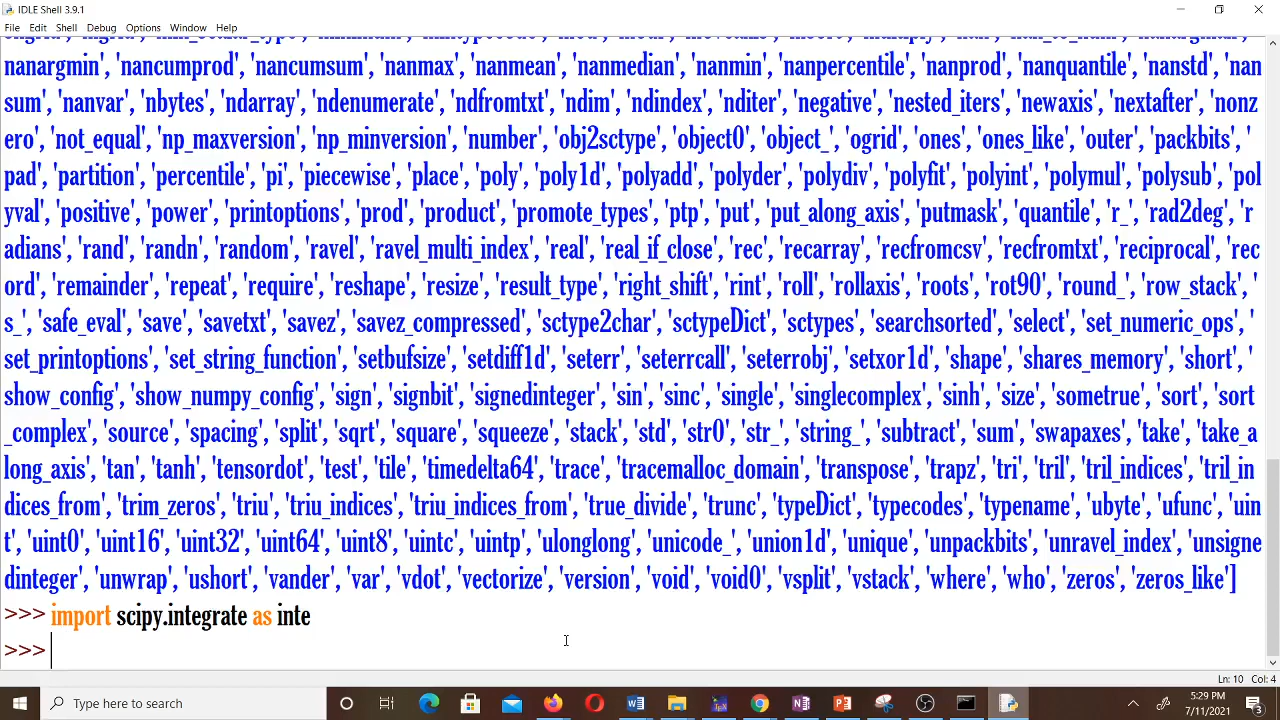 IDLE Shell 3.9.1
File Edit Shell Debug Options Window Help
nanargmin', 'nancumprod', 'nancumsum', 'nanmax', 'nanmean', 'nanmedian', 'nanmin', 'nanpercentile', 'nanprod', 'nanquantile', 'nanstd', 'nan
sum', 'nanvar', 'nbytes', 'ndarray', 'ndenumerate', 'ndfromtxt', 'ndim', 'ndindex', 'nditer', 'negative', 'nested_iters', 'newaxis', 'nextafter', 'nonz
ero', 'not_equal', 'np_maxversion', 'np_minversion', 'number', 'obj2sctype', 'object0', 'object_', 'ogrid', 'ones', 'ones_like', 'outer', 'packbits', '
pad', 'partition', 'percentile', 'pi', 'piecewise', 'place', 'poly', 'poly1d', 'polyadd', 'polyder', 'polydiv', 'polyfit', 'polyint', 'polymul', 'polysub', 'pol
yval', 'positive', 'power', 'printoptions', 'prod', 'product', 'promote_types', 'ptp', 'put', 'put_along_axis', 'putmask', 'quantile', 'r_', 'rad2deg', 'r
adians', 'rand', 'randn', 'random', 'ravel', 'ravel_multi_index', 'real', 'real_if_close', 'rec', 'recarray', 'recfromcsv', 'recfromtxt', 'reciprocal', 'rec
ord', 'remainder', 'repeat', 'require', 'reshape', 'resize', 'result_type', 'right_shift', 'rint', 'roll', 'rollaxis', 'roots', 'rot90', 'round_', 'row_stack', '
s_', 'safe_eval', 'save', 'savetxt', 'savez', 'savez_compressed', 'sctype2char', 'sctypeDict', 'sctypes', 'searchsorted', 'select', 'set_numeric_ops', '
set_printoptions', 'set_string_function', 'setbufsize', 'setdiff1d', 'seterr', 'seterrcall', 'seterrobj', 'setxor1d', 'shape', 'shares_memory', 'short', '
show_config', 'show_numpy_config', 'sign', 'signbit', 'signedinteger', 'sin', 'sinc', 'single', 'singlecomplex', 'sinh', 'size', 'sometrue', 'sort', 'sort
_complex', 'source', 'spacing', 'split', 'sqrt', 'square', 'squeeze', 'stack', 'std', 'str0', 'str_', 'string_', 'subtract', 'sum', 'swapaxes', 'take', 'take_a
long_axis', 'tan', 'tanh', 'tensordot', 'test', 'tile', 'timedelta64', 'trace', 'tracemalloc_domain', 'transpose', 'trapz', 'tri', 'tril', 'tril_indices', 'tril_in
dices_from', 'trim_zeros', 'triu', 'triu_indices', 'triu_indices_from', 'true_divide', 'trunc', 'typeDict', 'typecodes', 'typename', 'ubyte', 'ufunc', 'uin
t', 'uint0', 'uint16', 'uint32', 'uint64', 'uint8', 'uintc', 'uintp', 'ulonglong', 'unicode_', 'union1d', 'unique', 'unpackbits', 'unravel_index', 'unsigne
dinteger', 'unwrap', 'ushort', 'vander', 'var', 'vdot', 'vectorize', 'version', 'void', 'void0', 'vsplit', 'vstack', 'where', 'who', 'zeros', 'zeros_like']
>>> import scipy.integrate as inte
>>>
Ln: 10 Col: 4
Type here to search
5:29 PM
7/11/2021
3